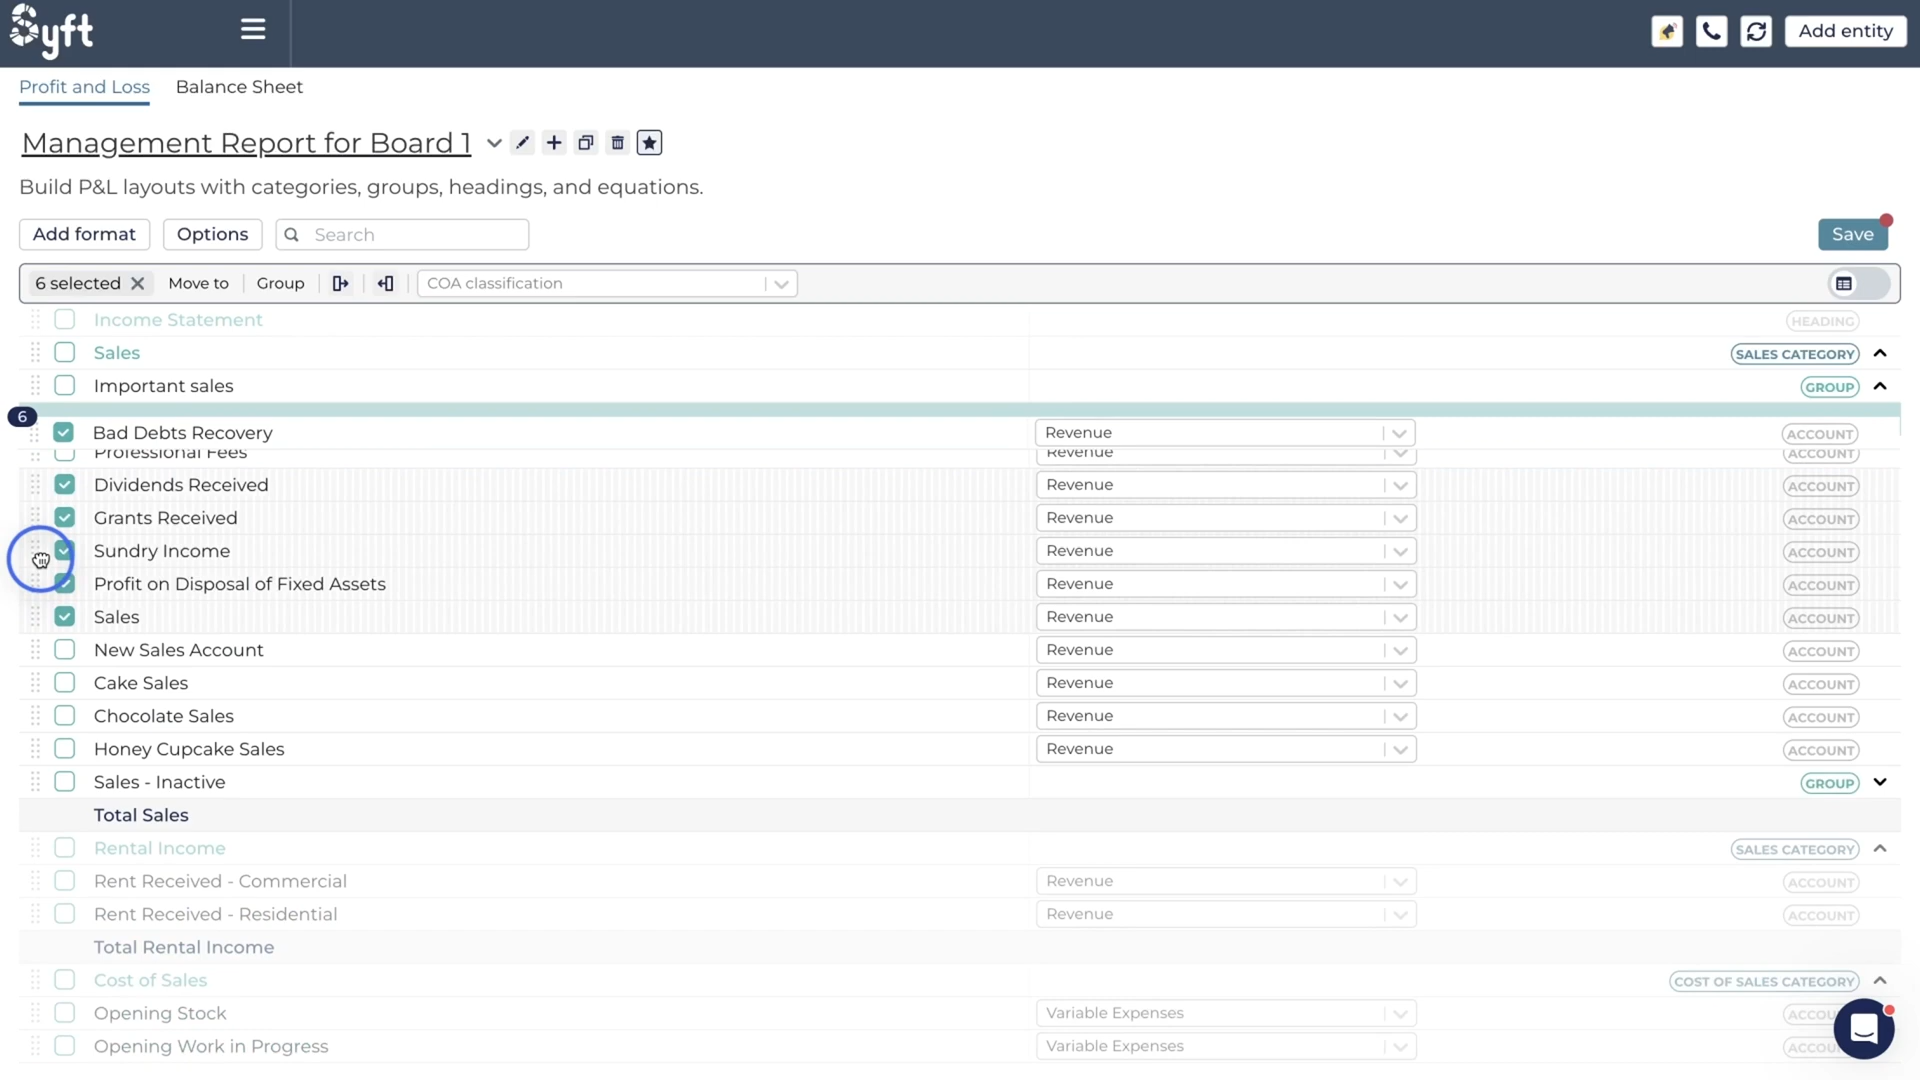 Syft
Add entity
Profit and Loss Balance Sheet
Management Report for Board 1
Build P&L layouts with categories, groups, headings, and equations.
Add format Options Search Save
6 selected Move to Group COA classification
Income Statement HEADING
Sales SALES CATEGORY
Important sales GROUP
6
Bad Debts Recovery Revenue ACCOUNT
Professional Fees Revenue ACCOUNT
Dividends Received Revenue ACCOUNT
Grants Received Revenue ACCOUNT
Sundry Income Revenue ACCOUNT
Profit on Disposal of Fixed Assets Revenue ACCOUNT
Sales Revenue ACCOUNT
New Sales Account Revenue ACCOUNT
Cake Sales Revenue ACCOUNT
Chocolate Sales Revenue ACCOUNT
Honey Cupcake Sales Revenue ACCOUNT
Sales - Inactive GROUP
Total Sales
Rental Income SALES CATEGORY
Rent Received - Commercial Revenue ACCOUNT
Rent Received - Residential Revenue ACCOUNT
Total Rental Income
Cost of Sales COST OF SALES CATEGORY
Opening Stock Variable Expenses ACCOU
Opening Work in Progress Variable Expenses ACCOU